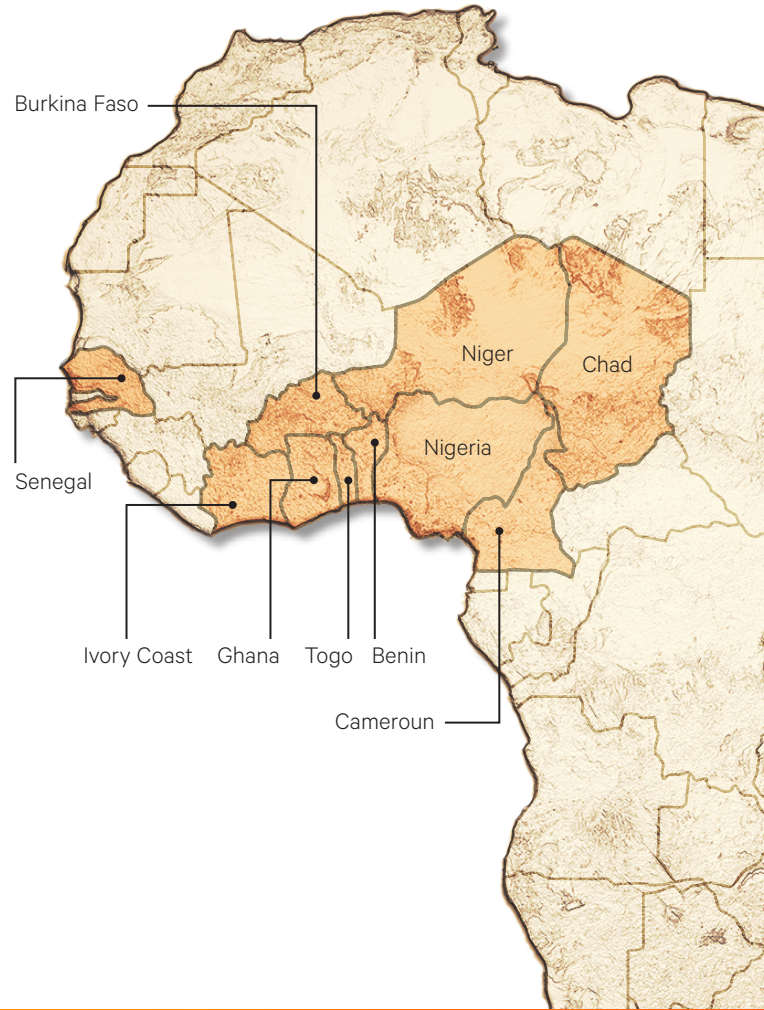 Burkina Faso
Niger
Chad
Nigeria
Senegal
Ivory Coast
Ghana
Togo
Benin
Cameroun